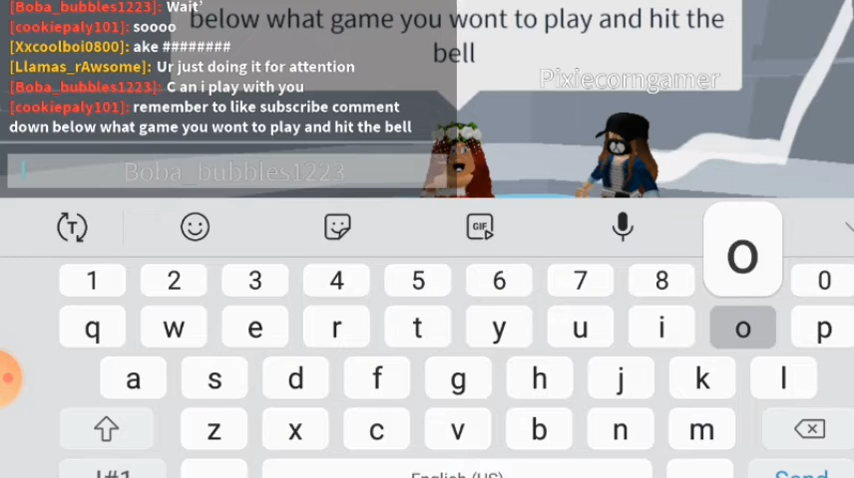 [Boba_bubbles1223]: Wait'
below what game you wont to play and hit the
[cookiepaly101]: soooo
[Xxcoolboi0800]: ake ########
bell
[Llamas_rAwsome]: Ur just doing it for attention
Pixiecorngamer
[Boba_bubbles1223]: C an i play with you
[cookiepaly101]: remember to like subscribe comment
down below what game you wont to play and hit the bell
Boba_bubbles1223
T GIF
o
1 2 3 4 5 6 7 8 0
q w e r t y u i o p
a s d f g h j k l
z x c v b n m
!#1 English (US) Send